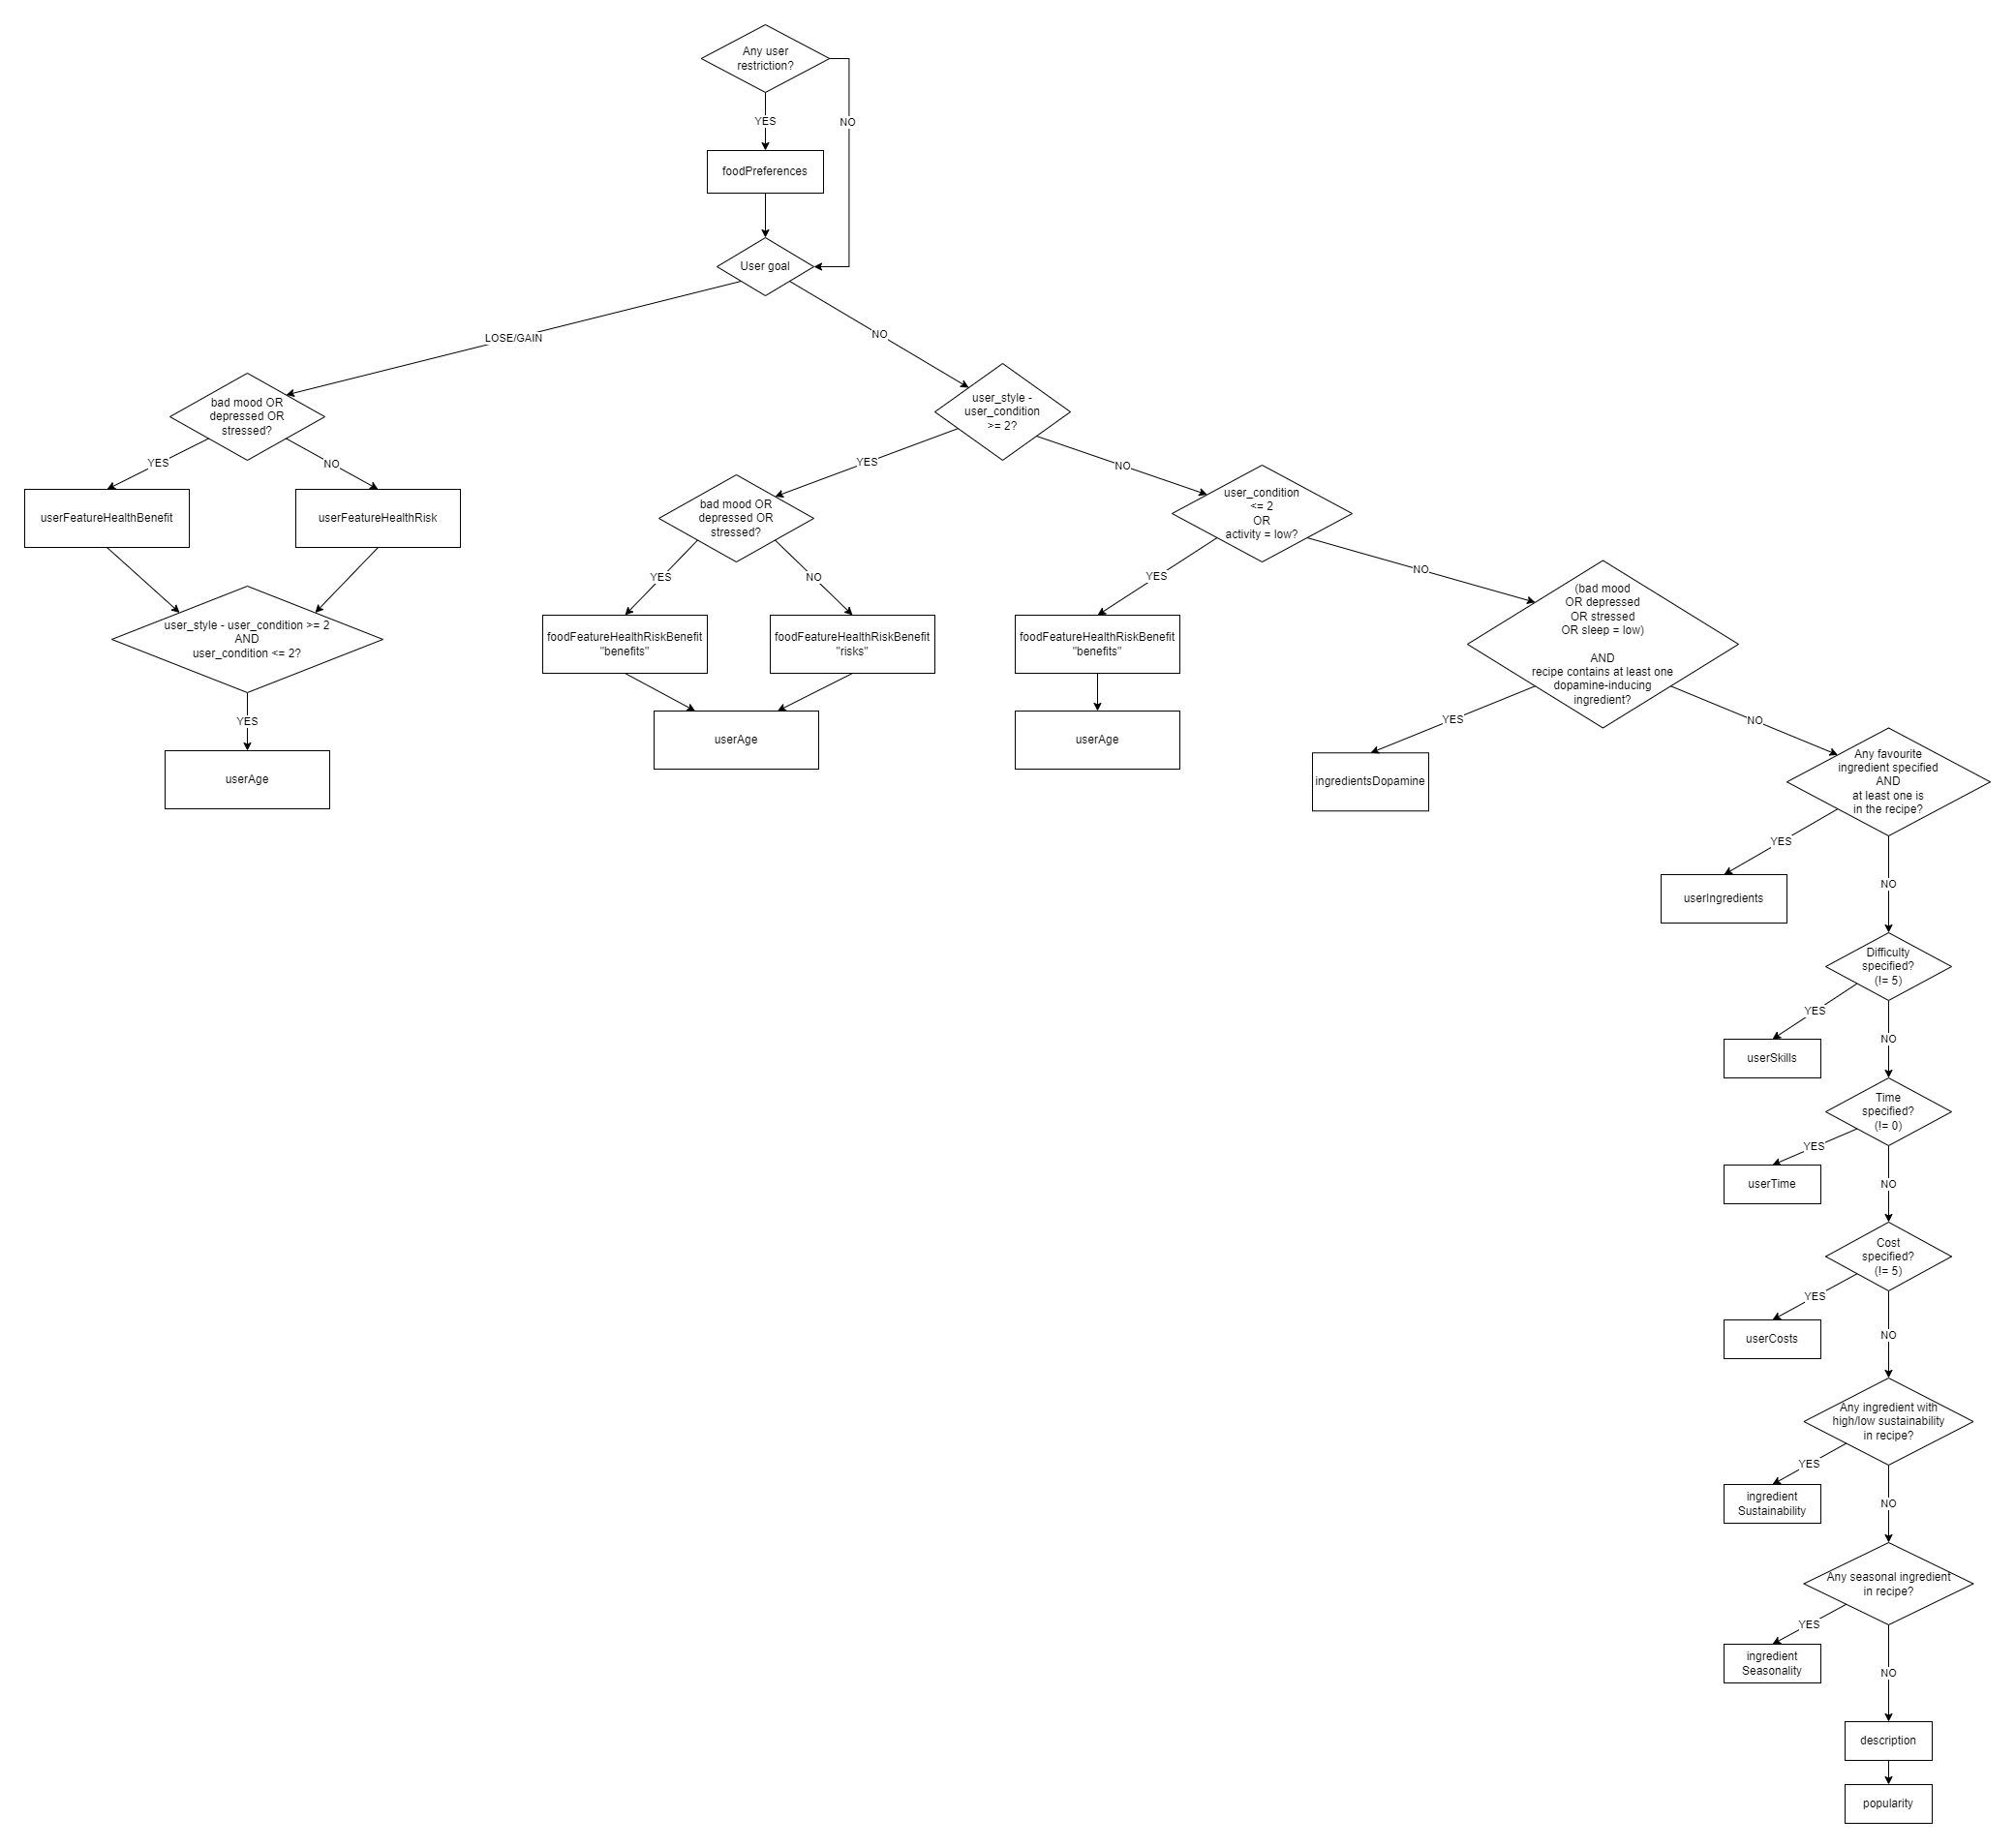 Any user
restriction?
YES
NO
foodPreferences
User goal
LOSE/GAIN
NO
bad mood OR
depressed OR
stressed?
YES
NO
userFeatureHealthBenefit
userFeatureHealthRisk
user_style - user_condition >= 2
AND
user_condition <= 2?
YES
userAge
user_style -
user_condition
>= 2?
YES
NO
bad mood OR
depressed OR
stressed?
YES
NO
foodFeatureHealthRiskBenefit
"benefits"
foodFeatureHealthRiskBenefit
"risks"
userAge
user_condition
<= 2
OR
activity = low?
YES
NO
foodFeatureHealthRiskBenefit
"benefits"
userAge
(bad mood
OR depressed
OR stressed
OR sleep = low)
AND
recipe contains at least one
dopamine-inducing
ingredient?
YES
NO
ingredientsDopamine
Any favourite
ingredient specified
AND
at least one is
in the recipe?
YES
NO
userIngredients
Difficulty
specified?
(!= 5)
YES
NO
userSkills
Time
specified?
(!= 0)
YES
NO
userTime
Cost
specified?
(!= 5)
YES
NO
userCosts
Any ingredient with
high/low sustainability
in recipe?
YES
NO
ingredient
Sustainability
Any seasonal ingredient
in recipe?
YES
NO
ingredient
Seasonality
description
popularity